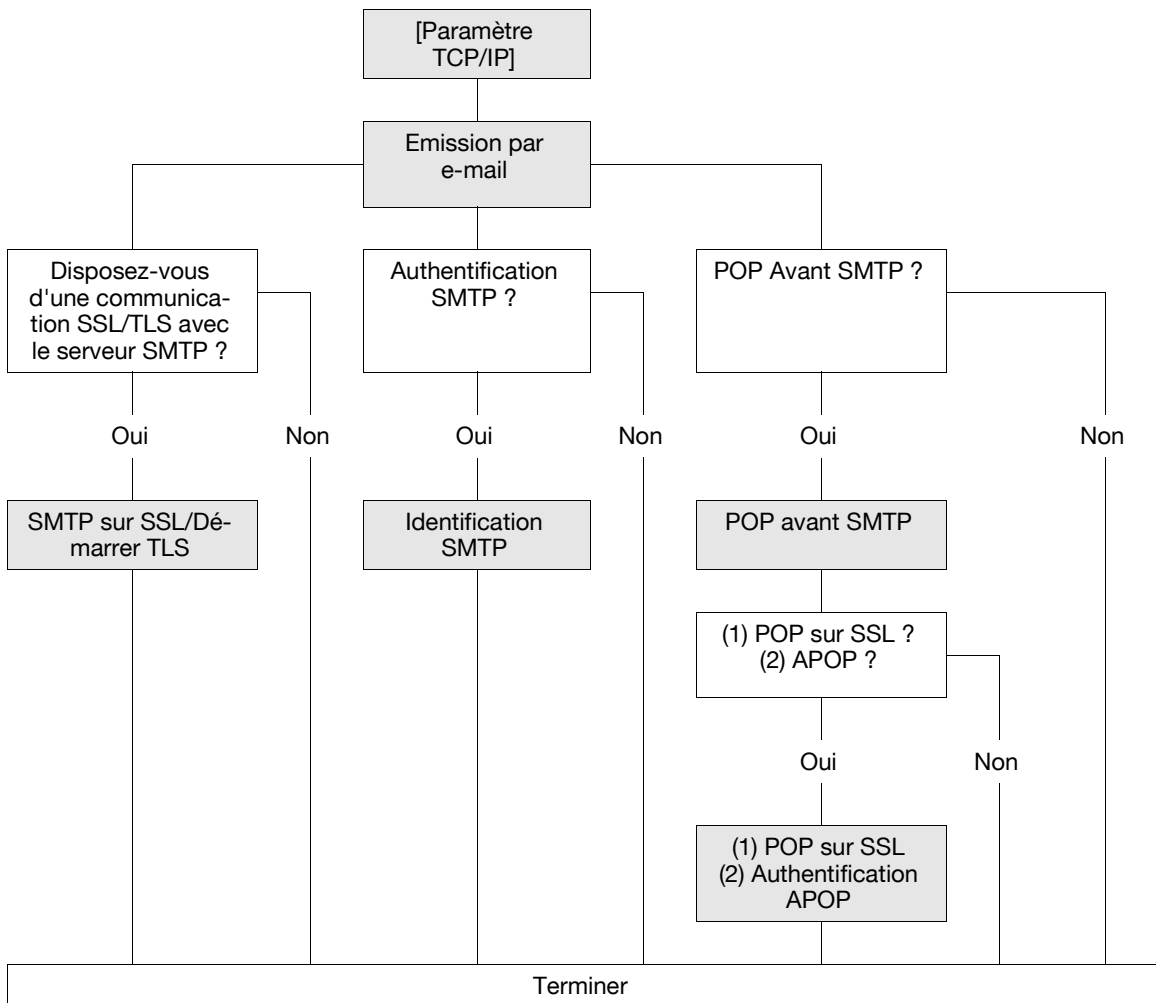 [Paramètre
TCP/IP]
Emission par
e-mail
Disposez-vous
d'une communica-
tion SSL/TLS avec
le serveur SMTP ?
Authentification
SMTP ?
POP Avant SMTP ?
Oui
Non
Oui
Non
Oui
Non
SMTP sur SSL/Dé-
marrer TLS
Identification
SMTP
POP avant SMTP
(1) POP sur SSL ?
(2) APOP ?
Oui
Non
(1) POP sur SSL
(2) Authentification
APOP
Terminer